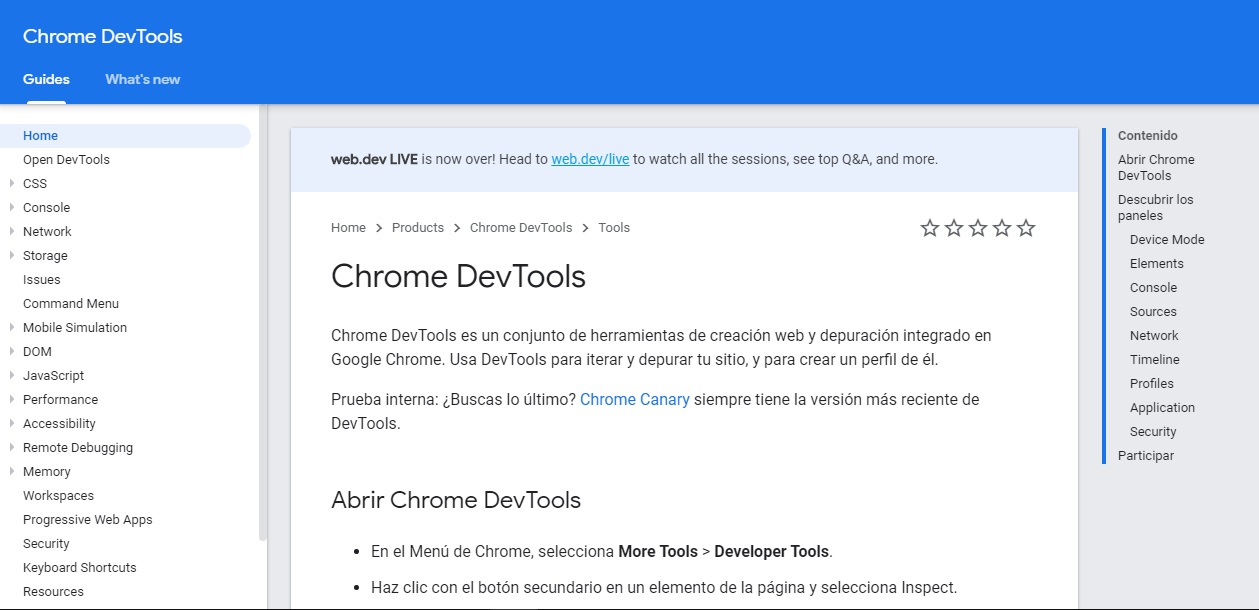 Chrome DevTools
Guides
What's new
Home
Open DevTools
CSS
Console
Network
Storage
Issues
Command Menu
Mobile Simulation
DOM
JavaScript
Performance
Accessibility
Remote Debugging
Memory
Workspaces
Progressive Web Apps
Security
Keyboard Shortcuts
Resources
web.dev LIVE is now over! Head to web.dev/live to watch all the sessions, see top Q&A, and more.
Home > Products > Chrome DevTools > Tools
Chrome DevTools
Chrome DevTools es un conjunto de herramientas de creación web y depuración integrado en
Google Chrome. Usa DevTools para iterar y depurar tu sitio, y para crear un perfil de él.
Prueba interna: ¿Buscas lo último? Chrome Canary siempre tiene la versión más reciente de
DevTools.
Abrir Chrome DevTools
• En el Menú de Chrome, selecciona More Tools > Developer Tools.
• Haz clic con el botón secundario en un elemento de la página y selecciona Inspect.
Contenido
Abrir Chrome
DevTools
Descubrir los
paneles
Device Mode
Elements
Console
Sources
Network
Timeline
Profiles
Application
Security
Participar